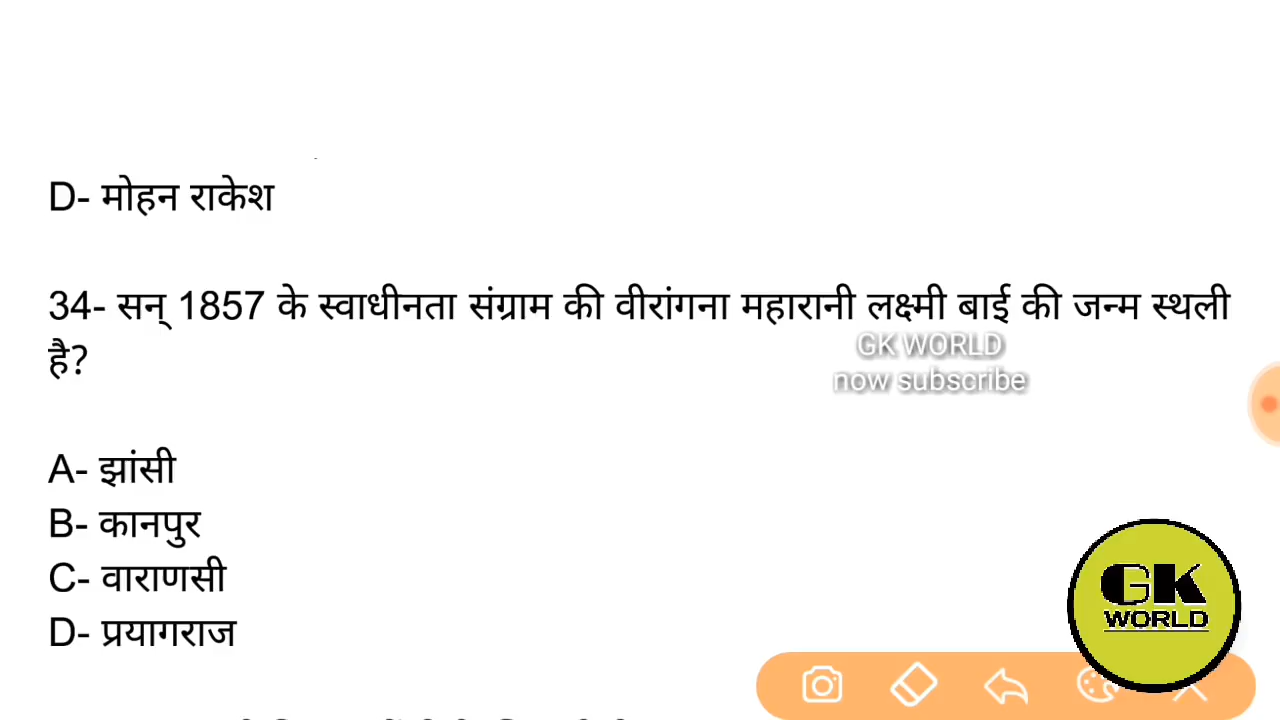 D- मोहन राकेश
34- सन् 1857 के स्वाधीनता संग्राम की वीरांगना महारानी लक्ष्मी बाई की जन्म स्थली
है?
GK WORLD
now subscribe
A- झांसी
B- कानपुर
C- वाराणसी
D- प्रयागराज
GK
WORLD